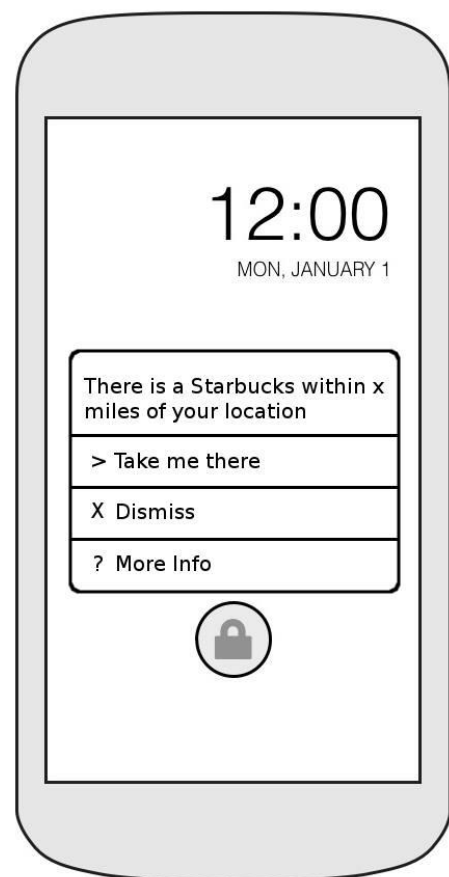 12:00
MON, JANUARY 1
There is a Starbucks within x
miles of your location
> Take me there
X Dismiss
? More Info